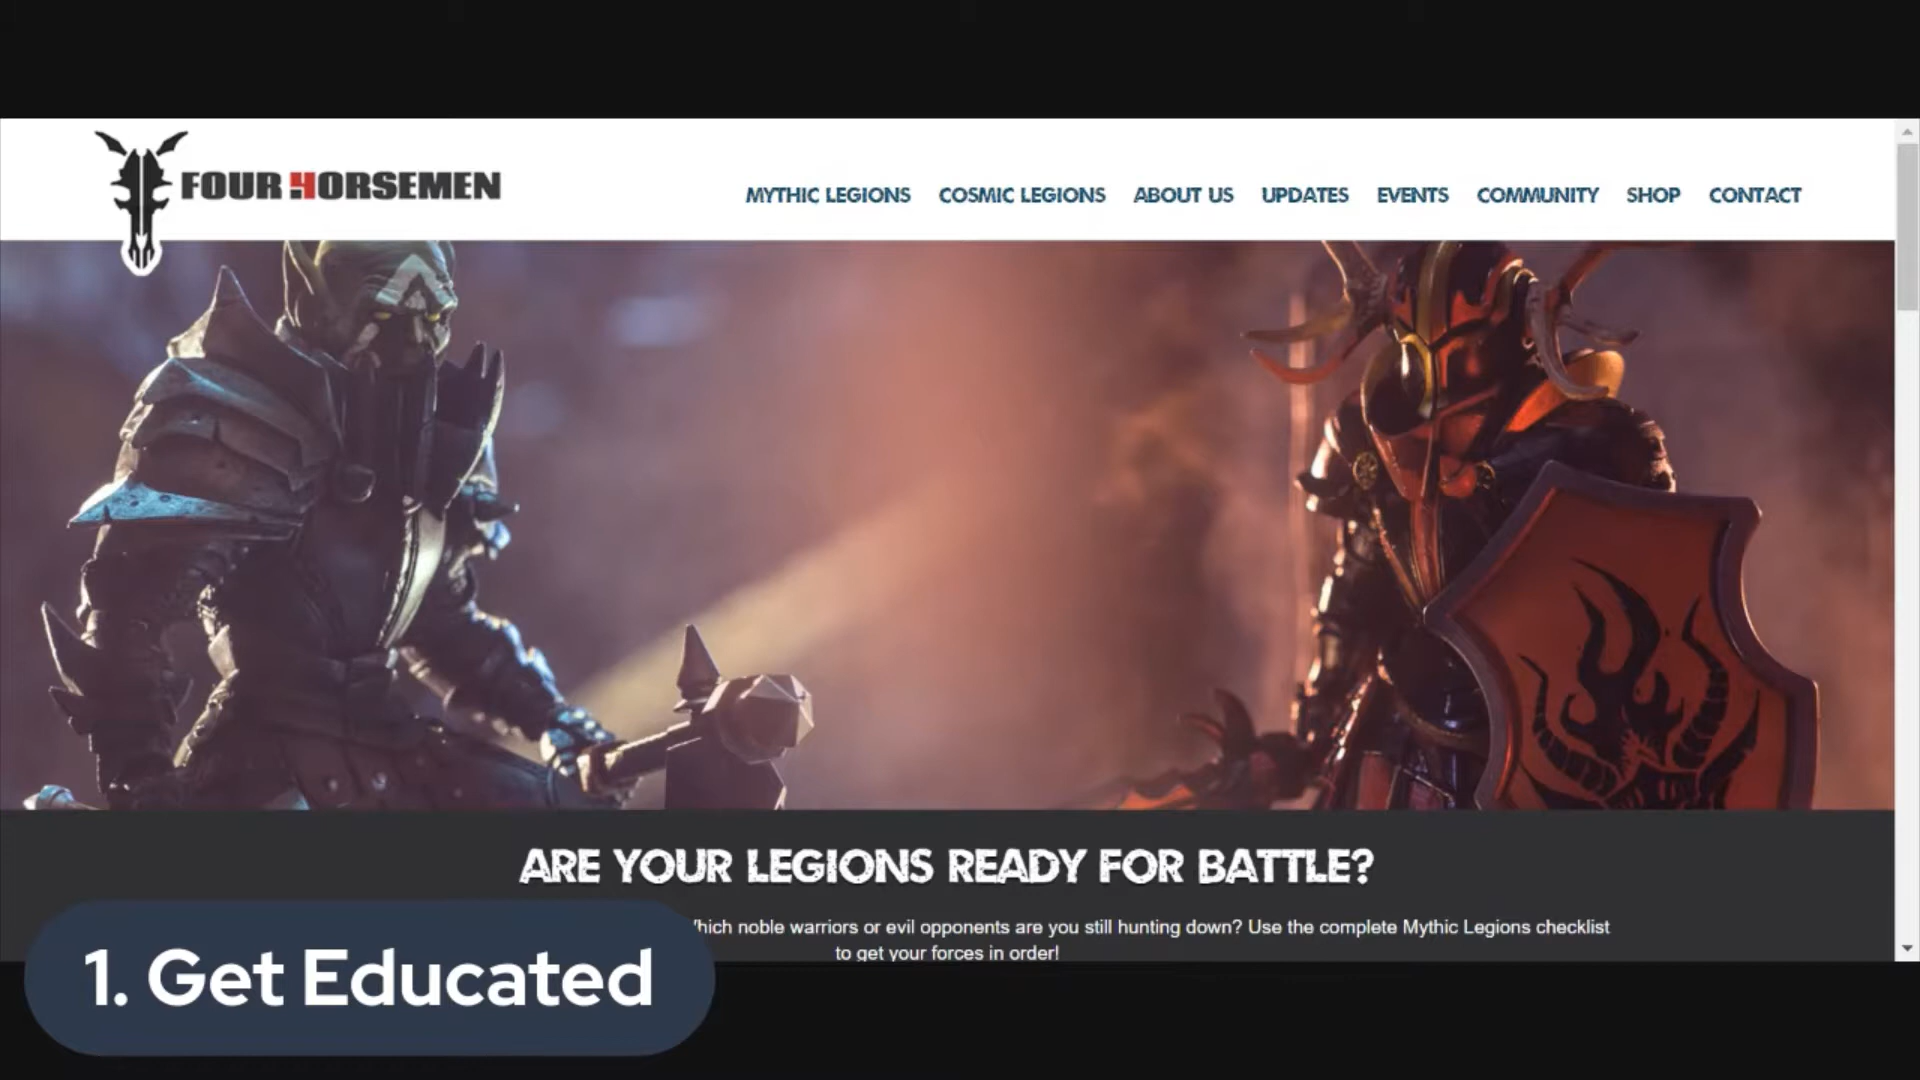 FOUR HORSEMEN
MYTHIC LEGIONS COSMIC LEGIONS ABOUT US UPDATES EVENTS COMMUNITY SHOP CONTACT
ARE YOUR LEGIONS READY FOR BATTLE?
noble warriors or evil opponents are you still hunting down? Use the complete Mythic Legions checklist
to get your forces in order!
1. Get Educated